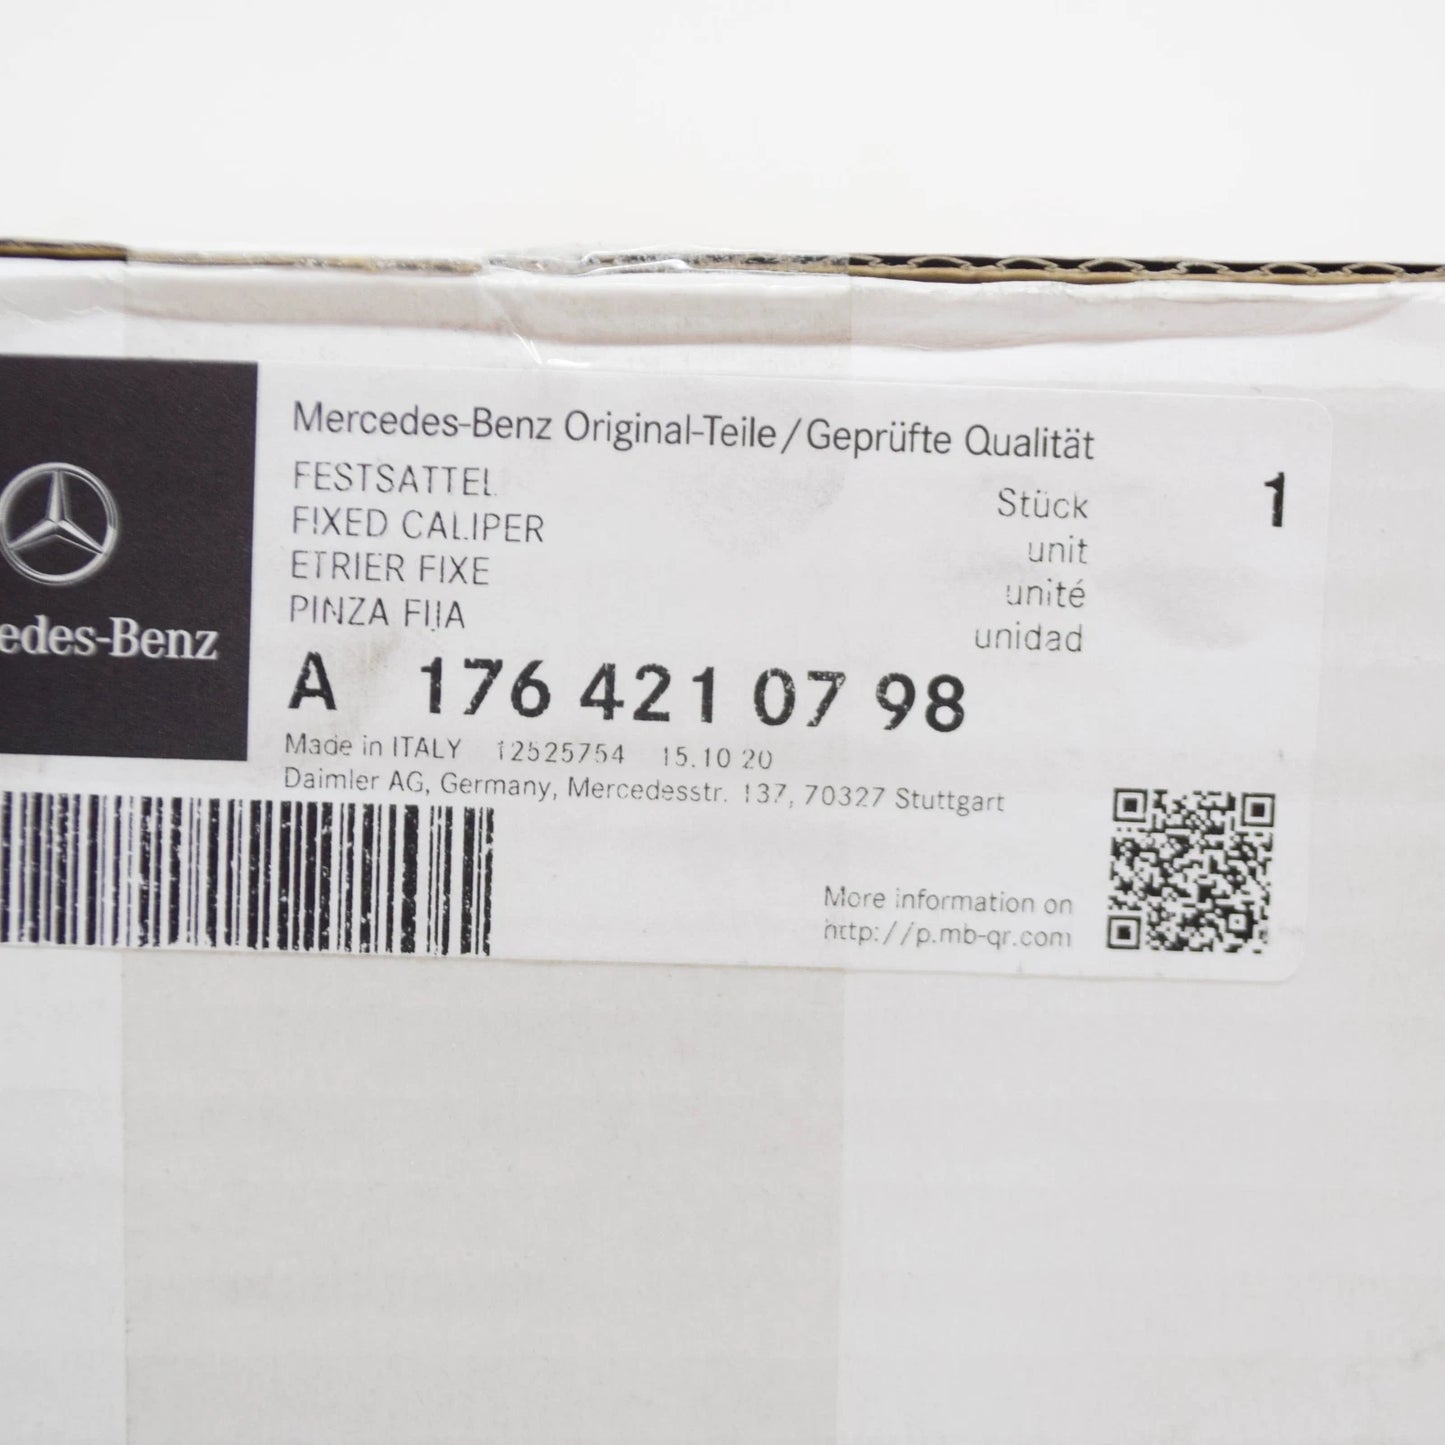 Mercedes-Benz Original-Teile/Geprüfte Qualität
FESTSATTEL
FIXED CALIPER
ETRIER FIXE
PINZA FIJA
Stück 1
unit
unité
unidad
edes-Benz
A 176 421 07 98
Made in ITALY 12525754 15.10 20
Daimler AG, Germany, Mercedesstr. 137, 70327 Stuttgart
More information on
http://p.mb-qr.com